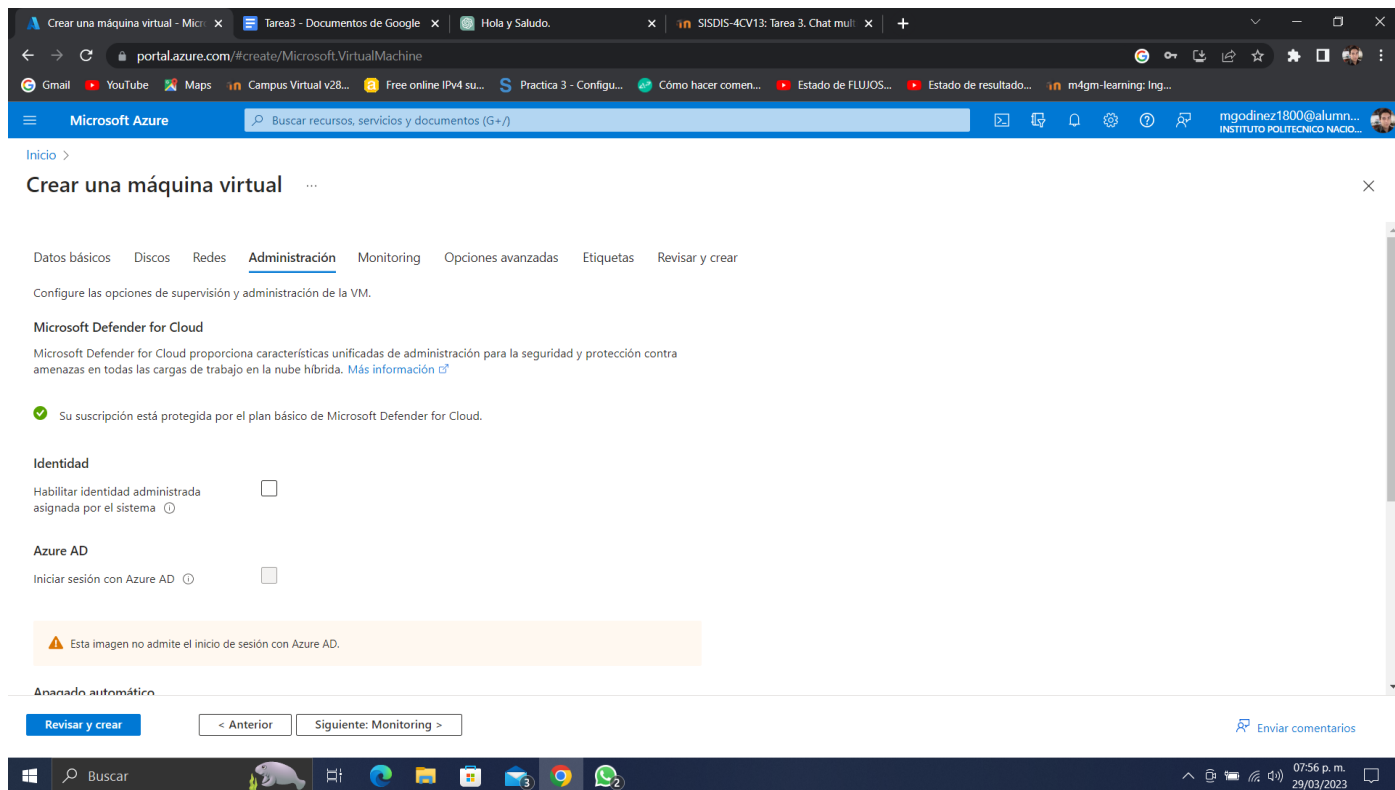 Crear una máquina virtual - Micr
Tarea3 - Documentos de Google
Hola y Saludo.
SISDIS-4CV13: Tarea 3. Chat mult
portal.azure.com/#create/Microsoft.VirtualMachine
Gmail
YouTube
Maps
Campus Virtual v28...
Free online IPv4 su...
Practica 3 - Configu...
Cómo hacer comen...
Estado de FLUJOS...
Estado de resultado...
m4gm-learning: Ing...
Microsoft Azure
Buscar recursos, servicios y documentos (G+/)
mgodinez1800@alumn...
INSTITUTO POLITECNICO NACIO...
Inicio >
Crear una máquina virtual ...
Datos básicos
Discos
Redes
Administración
Monitoring
Opciones avanzadas
Etiquetas
Revisar y crear
Configure las opciones de supervisión y administración de la VM.
Microsoft Defender for Cloud
Microsoft Defender for Cloud proporciona características unificadas de administración para la seguridad y protección contra
amenazas en todas las cargas de trabajo en la nube híbrida. Más información
Su suscripción está protegida por el plan básico de Microsoft Defender for Cloud.
Identidad
Habilitar identidad administrada
asignada por el sistema
Azure AD
Iniciar sesión con Azure AD
Esta imagen no admite el inicio de sesión con Azure AD.
Apagado automático
Revisar y crear
< Anterior
Siguiente: Monitoring >
Enviar comentarios
Buscar
3
2
07:56 p. m.
29/03/2023